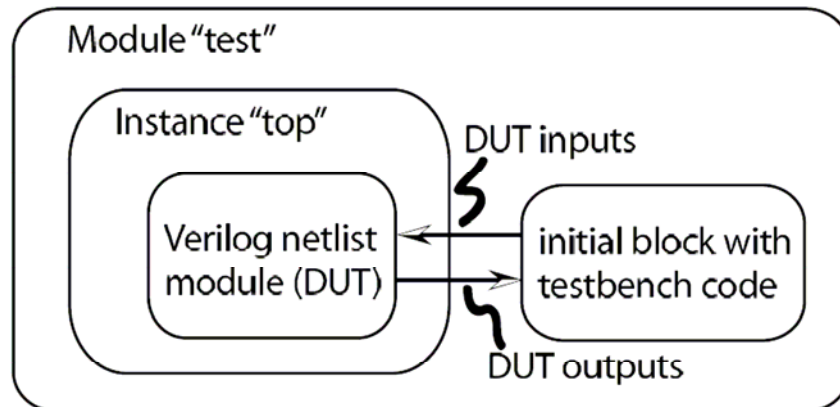 Module “test”
Instance “top”
DUT inputs
Verilog netlist
module (DUT)
initial block with
testbench code
DUT outputs